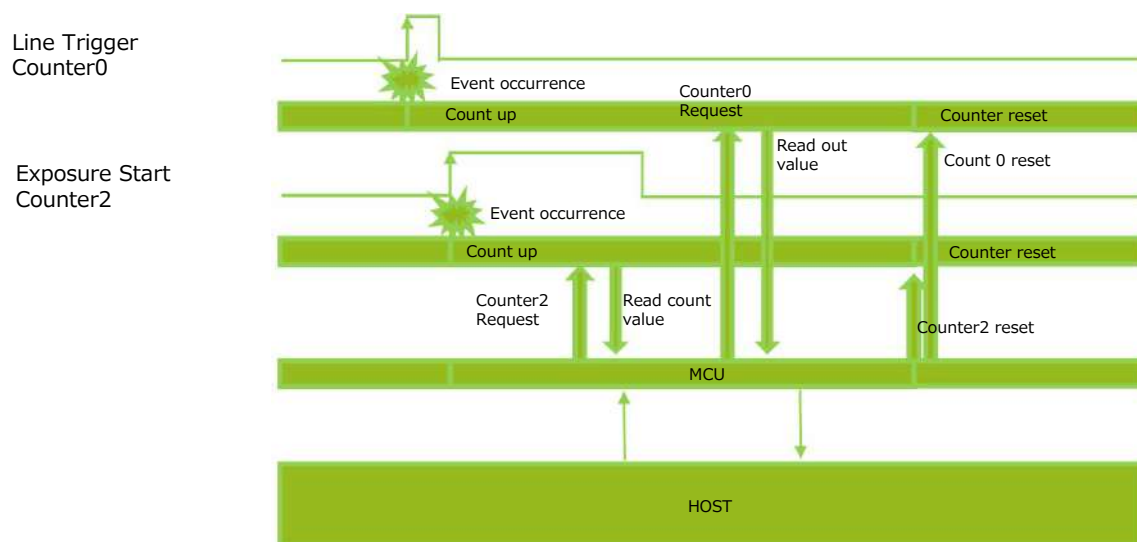 Line Trigger
Counter0
Event occurrence
Counter0
Request
Count up
Counter reset
Read out
value
Count 0 reset
Exposure Start
Counter2
Event occurrence
Count up
Counter reset
Counter2
Request
Read count
value
Counter2 reset
MCU
HOST